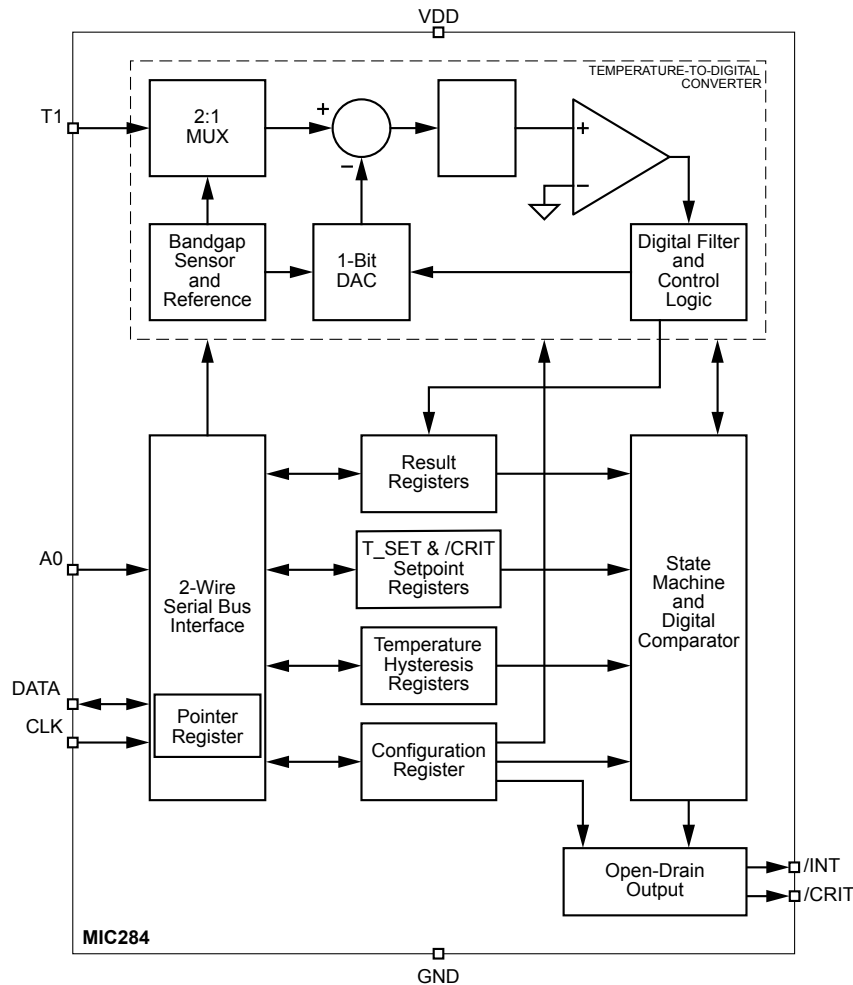 VDD
TEMPERATURE-TO-DIGITAL
CONVERTER
T1
2:1
MUX
+
−
+
−
Bandgap
Sensor
and
Reference
1-Bit
DAC
Digital Filter
and
Control
Logic
Result
Registers
A0
2-Wire
Serial Bus
Interface
T_SET & /CRIT
Setpoint
Registers
State
Machine
and
Digital
Comparator
Temperature
Hysteresis
Registers
DATA
CLK
Pointer
Register
Configuration
Register
Open-Drain
Output
/INT
/CRIT
MIC284
GND